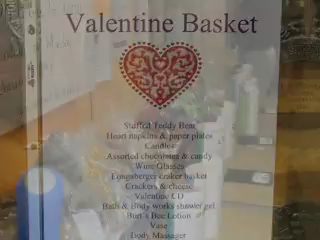 Valentine Basket
Stuffed Teddy Bear
Heart napkins & paper plates
Candles
Assorted chocolates & candy
Wine Glasses
Longaberger craker basket
Crackers & cheese
Valentine CD
Bath & Body works shower gel
Burt's Bee Lotion
Vase
Body Massager